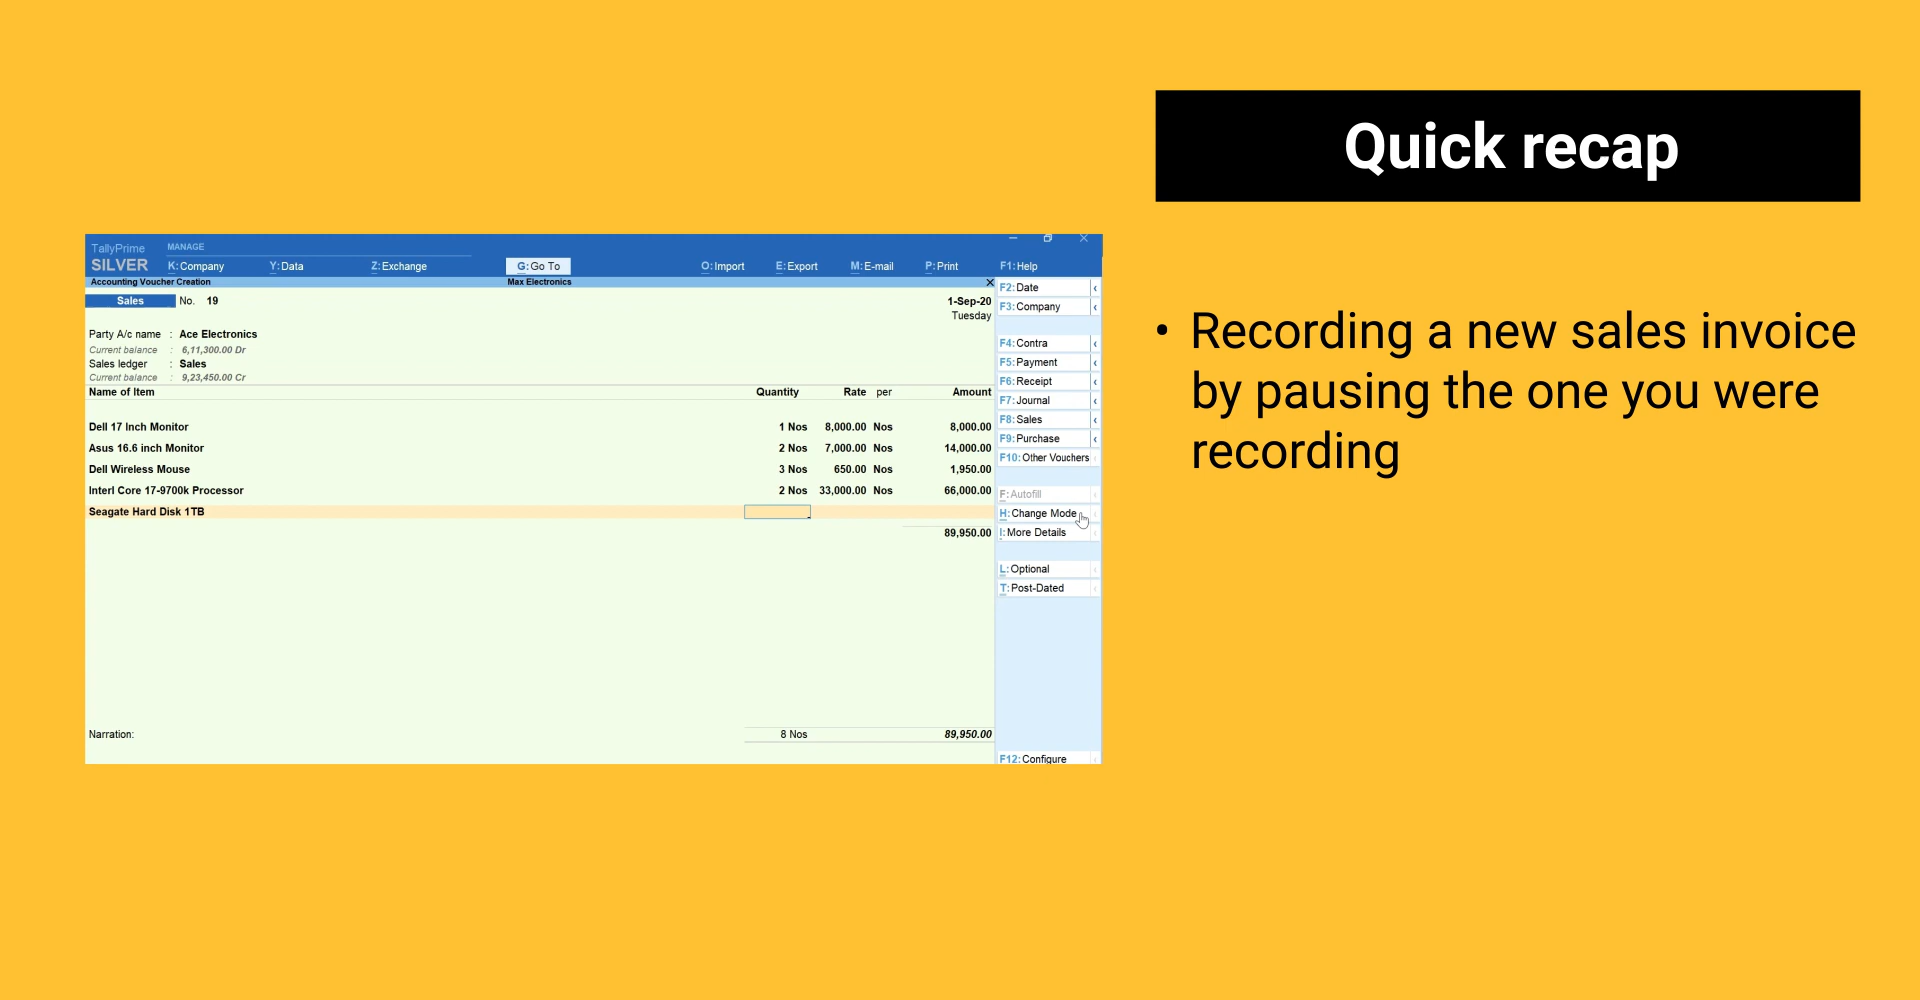 Quick recap
• Recording a new sales invoice
by pausing the one you were
recording
TallyPrime MANAGE
SILVER K:Company Y:Data Z:Exchange G:Go To O:Import E:Export M:E-mail P:Print F1:Help
Accounting Voucher Creation Max Electronics
Sales No. 19 1-Sep-20
Tuesday
Party A/c name : Ace Electronics
Current balance : 6,11,300.00 Dr
Sales ledger : Sales
Current balance : 9,23,450.00 Cr
Name of Item Quantity Rate per Amount
Dell 17 Inch Monitor 1 Nos 8,000.00 Nos 8,000.00
Asus 16.6 inch Monitor 2 Nos 7,000.00 Nos 14,000.00
Dell Wireless Mouse 3 Nos 650.00 Nos 1,950.00
Interl Core 17-9700k Processor 2 Nos 33,000.00 Nos 66,000.00
Seagate Hard Disk 1TB
89,950.00
Narration: 8 Nos 89,950.00
F2:Date
F3:Company
F4:Contra
F5:Payment
F6:Receipt
F7:Journal
F8:Sales
F9:Purchase
F10:Other Vouchers
F:Autofill
H:Change Mode
I:More Details
L:Optional
T:Post-Dated
F12:Configure